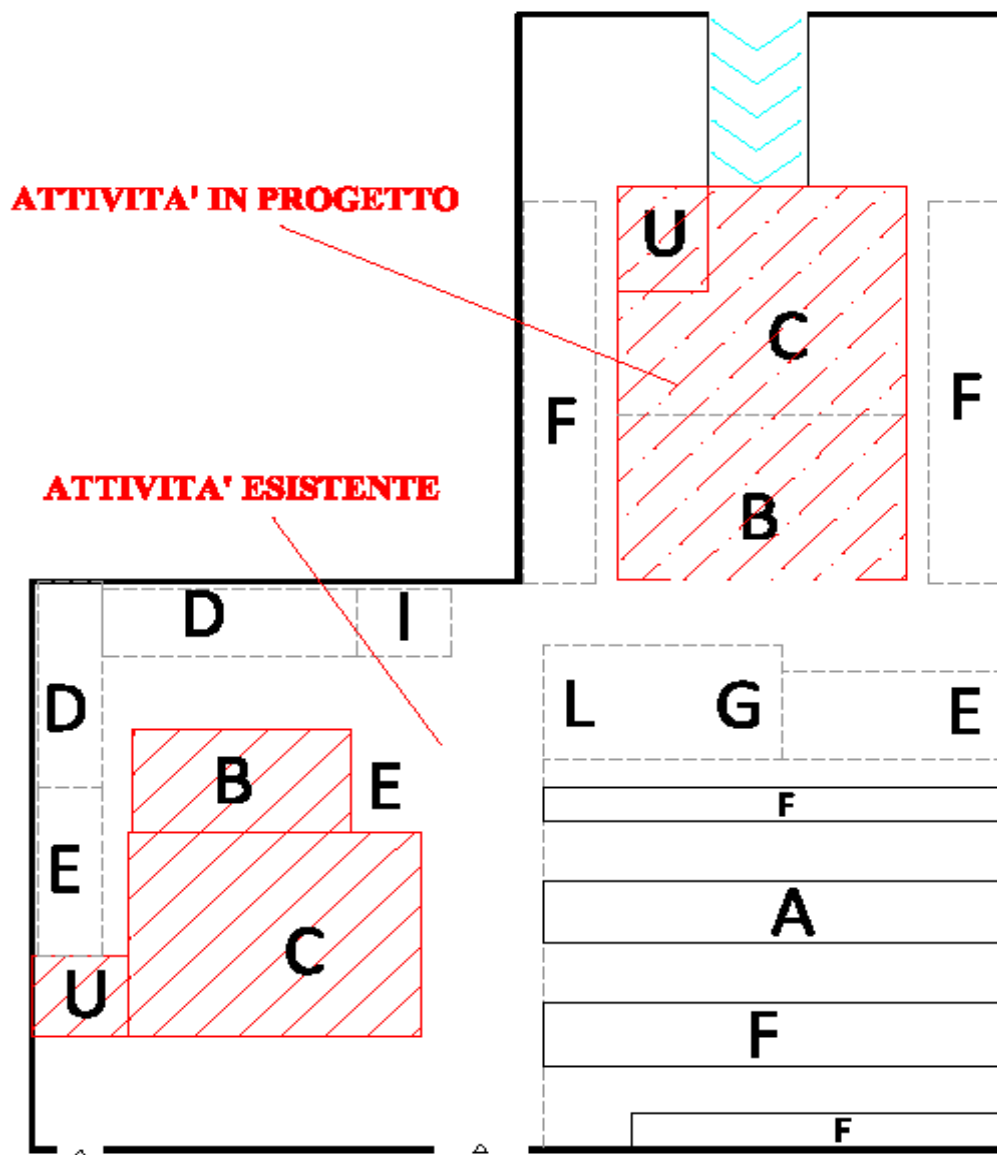 ATTIVITA' IN PROGETTO
U
C
F
F
B
ATTIVITA' ESISTENTE
D
I
D
L
G
E
B
E
F
E
A
C
U
F
F